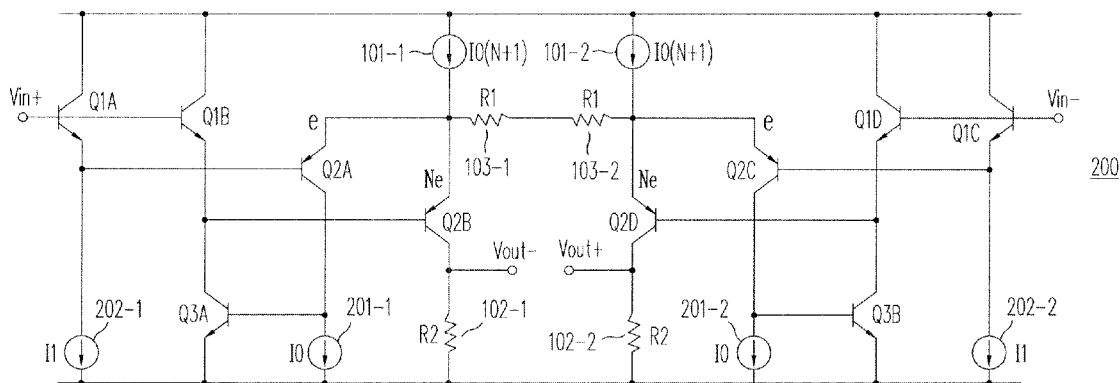 101-1 I0(N+1) 101-2 I0(N+1)
Vin+ Q1A Q1B R1 R1 Q1D Q1C Vin-
e e
103-1 103-2
Q2A Q2C 200
Ne Ne
Q2B Q2D
Vout- Vout+
202-1 Q3A 201-1 102-1 201-2 Q3B 202-2
R2 102-2 R2
I1 I0 I0 I1